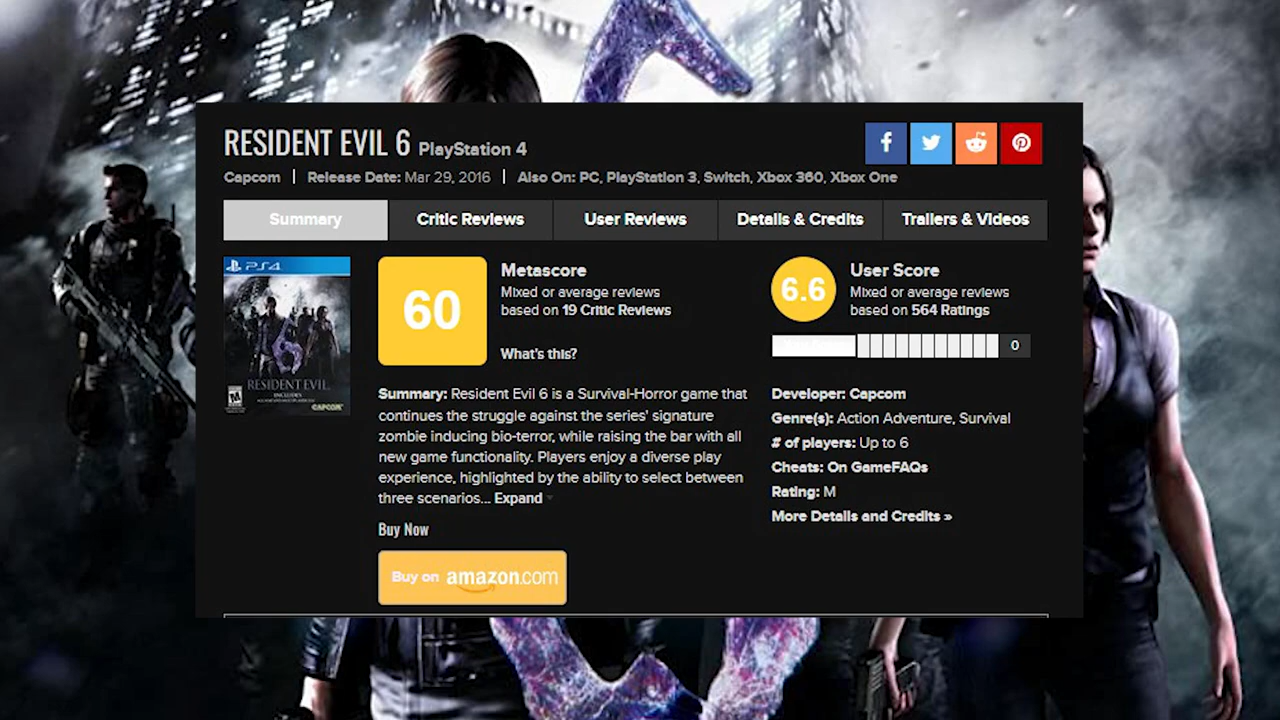 RESIDENT EVIL 6 PlayStation 4
Capcom | Release Date: Mar 29, 2016 | Also On: PC, PlayStation 3, Switch, Xbox 360, Xbox One
Summary Critic Reviews User Reviews Details & Credits Trailers & Videos
PS4
RESIDENT EVIL
INCLUDES
CAPCOM
60
Metascore
Mixed or average reviews
based on 19 Critic Reviews
What's this?
6.6
User Score
Mixed or average reviews
based on 564 Ratings
0
Summary: Resident Evil 6 is a Survival-Horror game that
continues the struggle against the series' signature
zombie inducing bio-terror, while raising the bar with all
new game functionality. Players enjoy a diverse play
experience, highlighted by the ability to select between
three scenarios... Expand
Buy Now
Buy on amazon.com
Developer: Capcom
Genre(s): Action Adventure, Survival
# of players: Up to 6
Cheats: On GameFAQs
Rating: M
More Details and Credits »